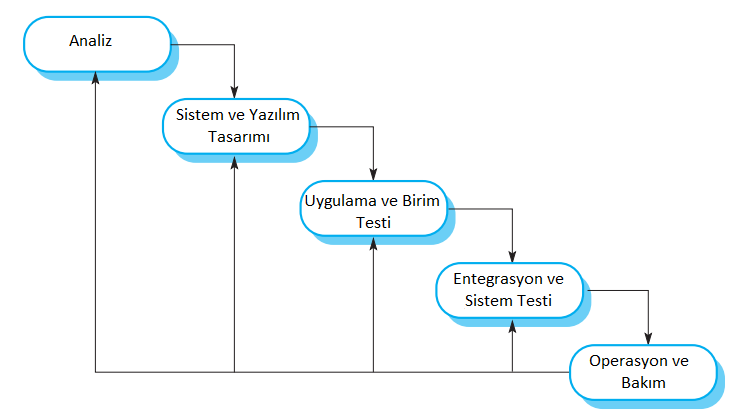 Analiz
Sistem ve Yazılım
Tasarımı
Uygulama ve Birim
Testi
Entegrasyon ve
Sistem Testi
Operasyon ve
Bakım